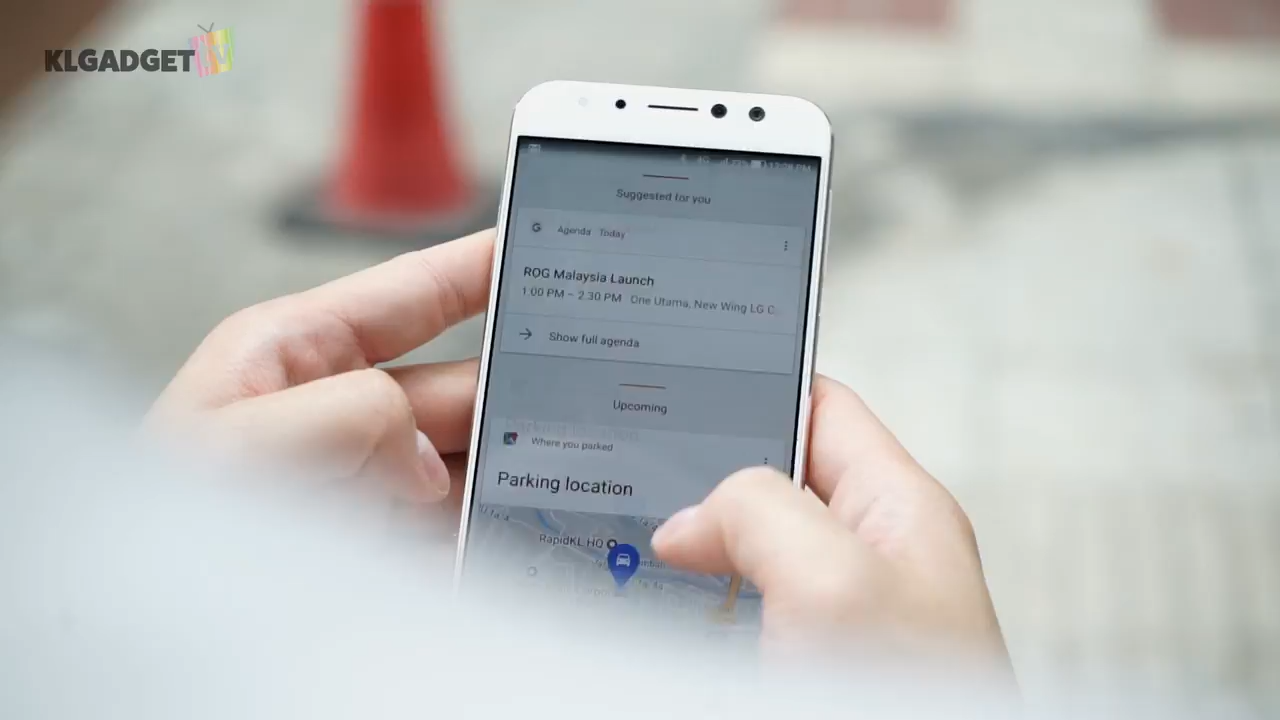 KLGADGET TV
Suggested for you
G Agenda Today
ROG Malaysia Launch
1:00 PM – 2:30 PM One Utama, New Wing LG C
Show full agenda
Upcoming
Where you parked
Parking location
RapidKL HQ